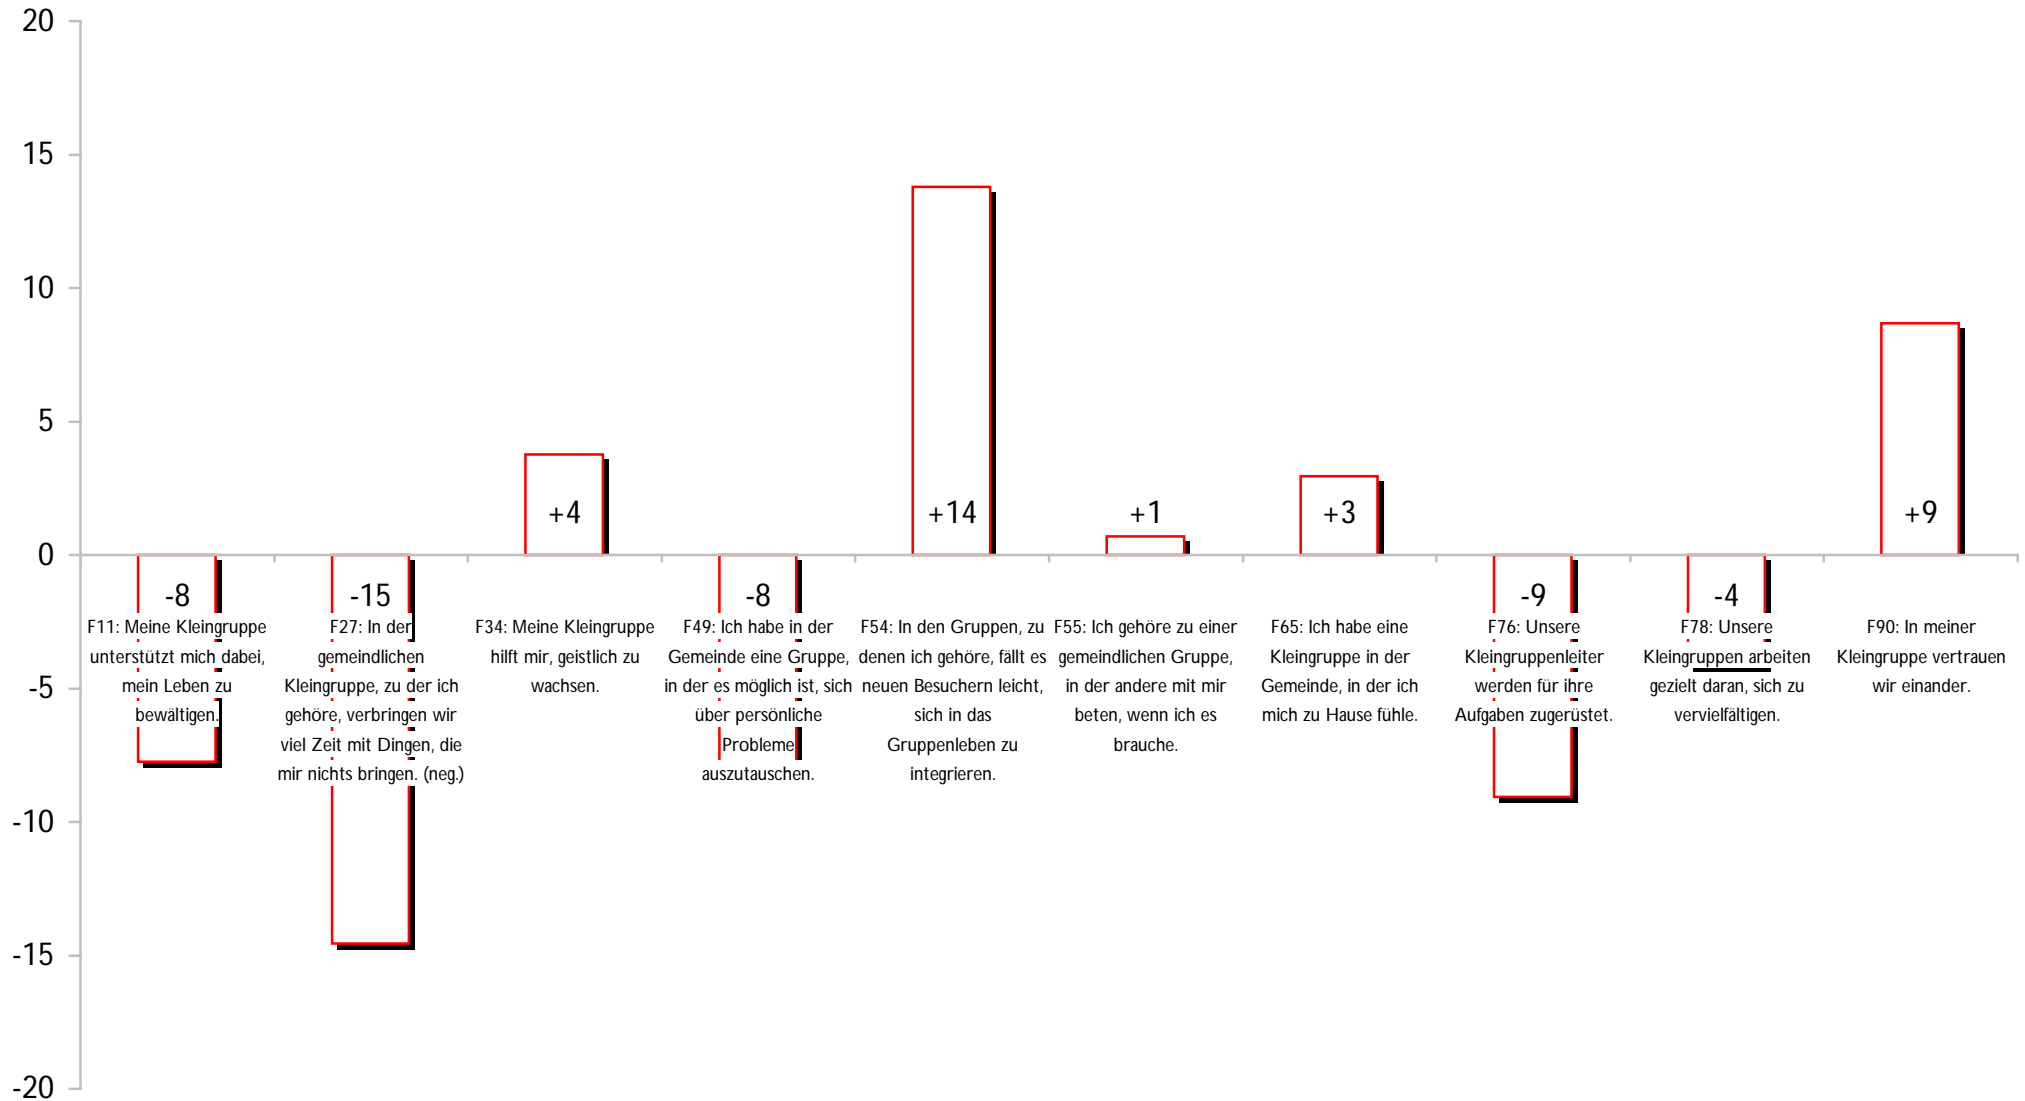 20
15
10
5
0
-5
-10
-15
-20
-8
-15
+4
-8
+14
+1
+3
-9
-4
+9
F11: Meine Kleingruppe
unterstützt mich dabei,
mein Leben zu
bewältigen.
F27: In der
gemeindlichen
Kleingruppe, zu der ich
gehöre, verbringen wir
viel Zeit mit Dingen, die
mir nichts bringen. (neg.)
F34: Meine Kleingruppe
hilft mir, geistlich zu
wachsen.
F49: Ich habe in der
Gemeinde eine Gruppe,
in der es möglich ist, sich
über persönliche
Probleme
auszutauschen.
F54: In den Gruppen, zu
denen ich gehöre, fällt es
neuen Besuchern leicht,
sich in das
Gruppenleben zu
integrieren.
F55: Ich gehöre zu einer
gemeindlichen Gruppe,
in der andere mit mir
beten, wenn ich es
brauche.
F65: Ich habe eine
Kleingruppe in der
Gemeinde, in der ich
mich zu Hause fühle.
F76: Unsere
Kleingruppenleiter
werden für ihre
Aufgaben zugerüstet.
F78: Unsere
Kleingruppen arbeiten
gezielt daran, sich zu
vervielfältigen.
F90: In meiner
Kleingruppe vertrauen
wir einander.